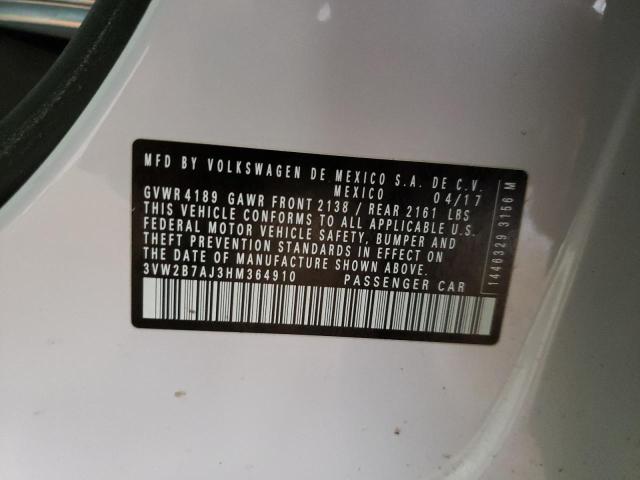 MFD BY VOLKSWAGEN DE MEXICO S.A. DE C.V.
MEXICO 04/17
GVWR 4189 GAWR FRONT 2138 / REAR 2161 LBS
THIS VEHICLE CONFORMS TO ALL APPLICABLE U.S.
FEDERAL MOTOR VEHICLE SAFETY, BUMPER AND
THEFT PREVENTION STANDARDS IN EFFECT ON
THE DATE OF MANUFACTURE SHOWN ABOVE
3VW2B7AJ3HM364910 PASSENGER CAR
1446329 3156 M